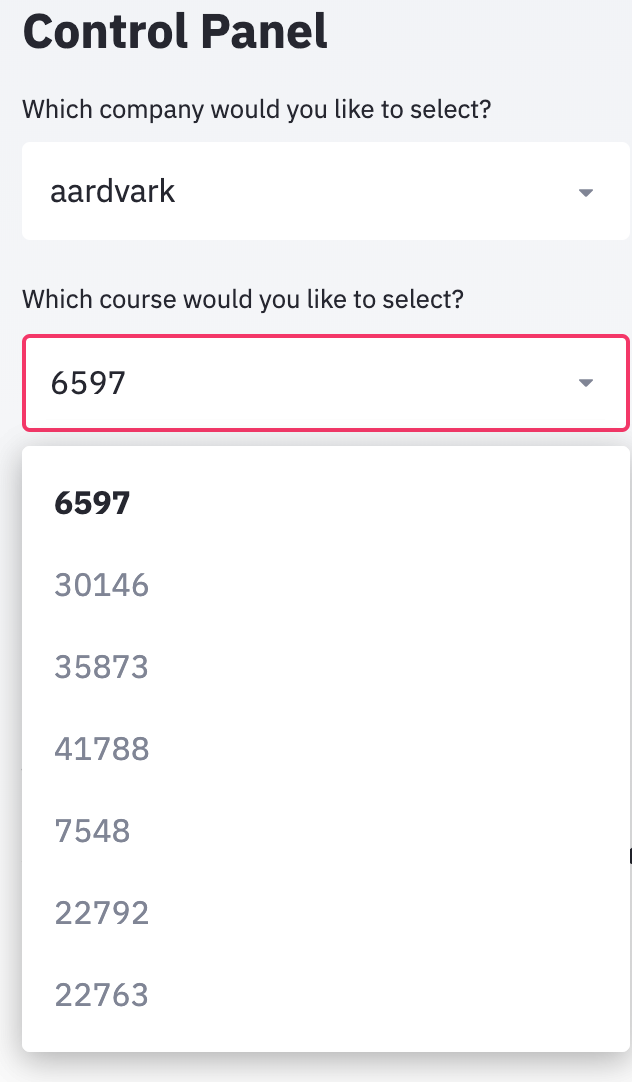 Control Panel
Which company would you like to select?
aardvark
Which course would you like to select?
6597
6597
30146
35873
41788
7548
22792
22763